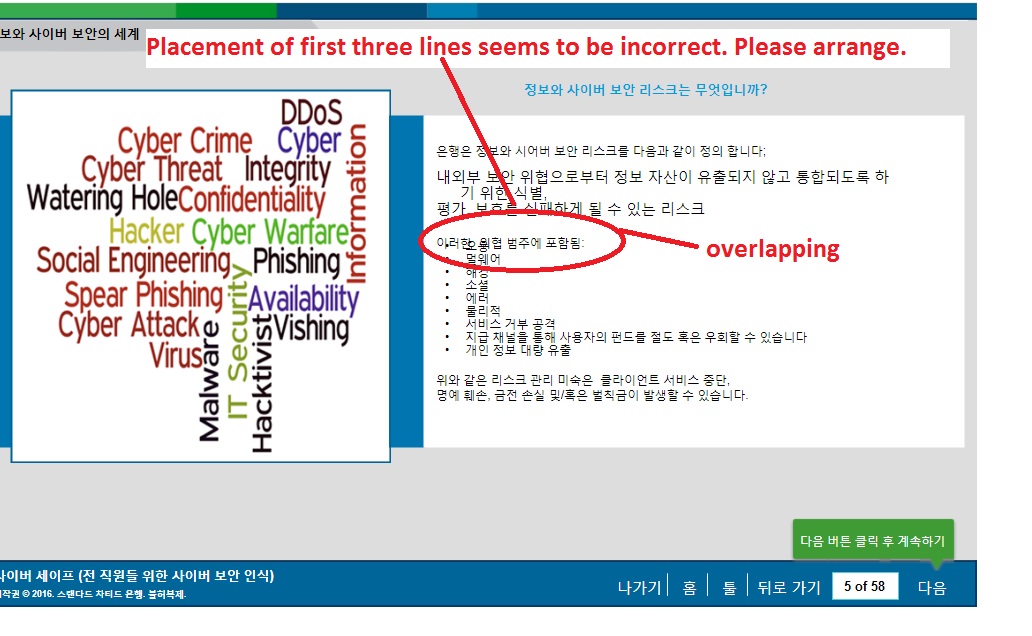 보와 사이버 보안의 세계
Placement of first three lines seems to be incorrect. Please arrange.
정보와 사이버 보안 리스크는 무엇입니까?
DDoS
Cyber Crime
Cyber
Information
Cyber Threat
Integrity
Watering Hole
Confidentiality
Hacker
Cyber Warfare
Social Engineering
Phishing
Spear Phishing
Availability
Cyber Attack
Vishing
Virus
Malware
IT Security
Hacktivist
은행은 정보와 시어버 보안 리스크를 다음과 같이 정의 합니다;
내외부 보안 위협으로부터 정보 자산이 유출되지 않고 통합되도록 하
기 위한 식별,
평가, 보호를 실패하게 될 수 있는 리스크
이러한 위협 범주에 포함됨:
overlapping
• 멀웨어
• 해킹
• 소셜
• 에러
• 물리적
• 서비스 거부 공격
• 지급 채널을 통해 사용자의 펀드를 절도 혹은 우회할 수 있습니다
• 개인 정보 대량 유출
위와 같은 리스크 관리 미숙은 클라이언트 서비스 중단,
명예 훼손, 금전 손실 및/혹은 벌칙금이 발생할 수 있습니다.
다음 버튼 클릭 후 계속하기
사이버 세이프 (전 직원들 위한 사이버 보안 인식)
작권 © 2016. 스탠다드 차티드 은행. 불허복제.
나가기 홈 툴 뒤로 가기 5 of 58 다음